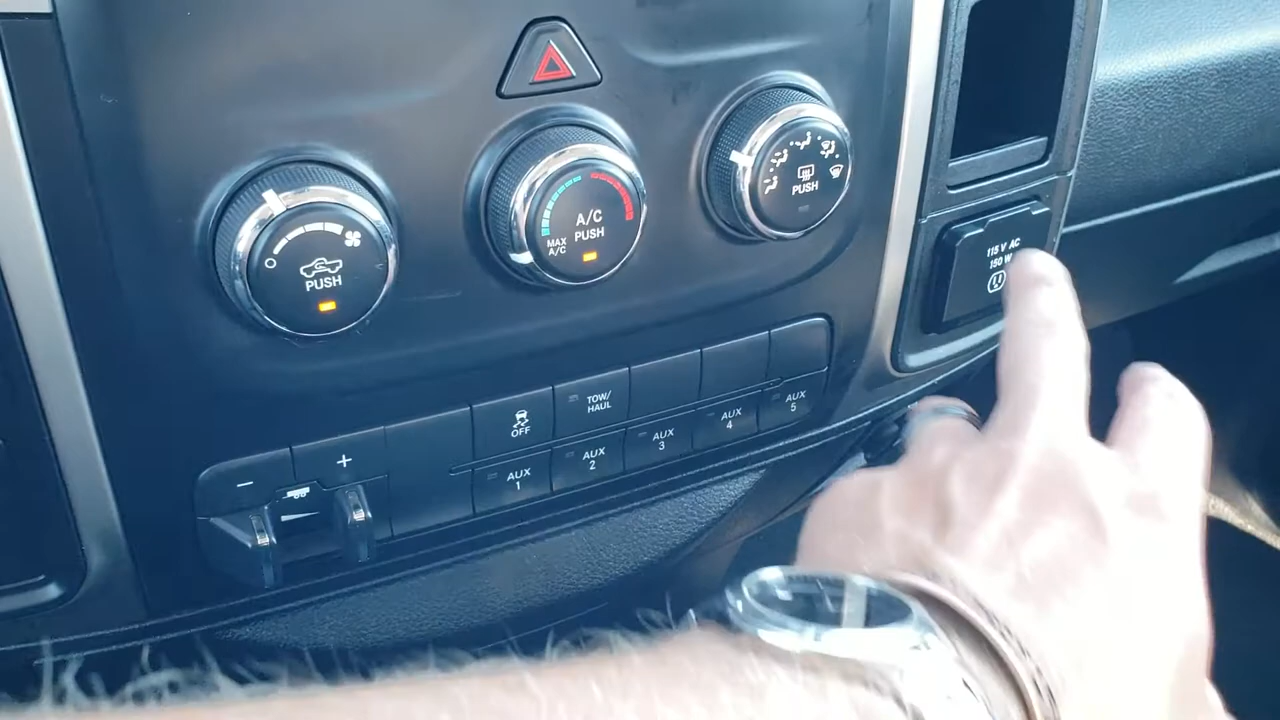 PUSH
A/C
PUSH
MAX
A/C
PUSH
115 V AC
150 W
−
+
OFF
TOW/
HAUL
AUX
1
AUX
2
AUX
3
AUX
4
AUX
5